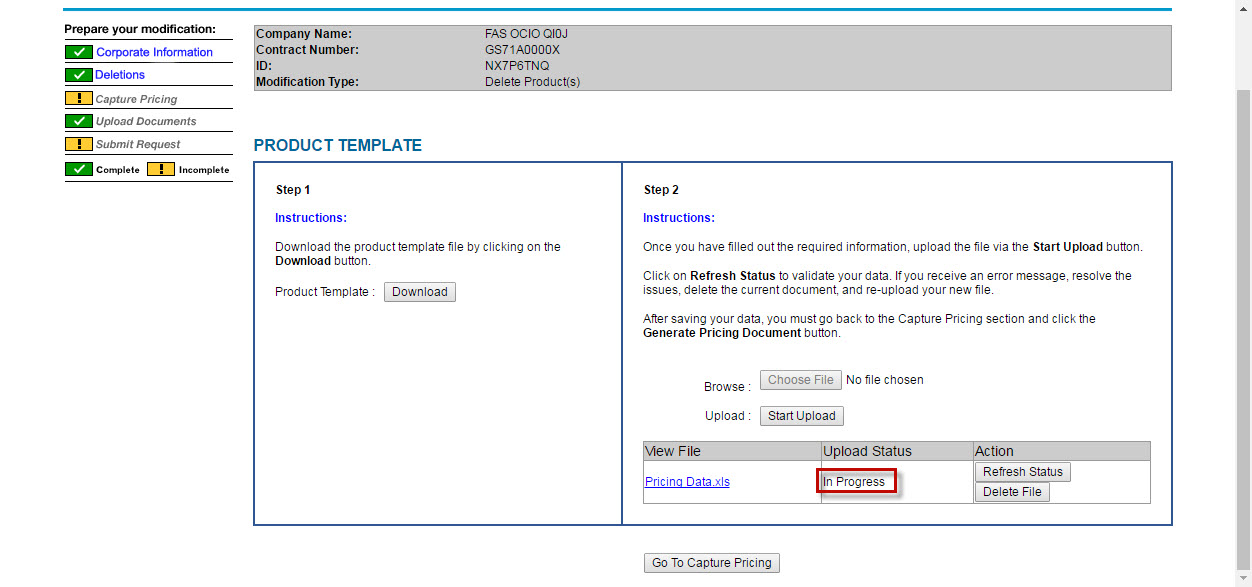 Prepare your modification:
Corporate Information
Deletions
Capture Pricing
Upload Documents
Submit Request
Complete Incomplete
Company Name: FAS OCIO QI0J
Contract Number: GS71A0000X
ID: NX7P6TNQ
Modification Type: Delete Product(s)
PRODUCT TEMPLATE
Step 1
Instructions:
Download the product template file by clicking on the
Download button.
Product Template : Download
Step 2
Instructions:
Once you have filled out the required information, upload the file via the Start Upload button.
Click on Refresh Status to validate your data. If you receive an error message, resolve the
issues, delete the current document, and re-upload your new file.
After saving your data, you must go back to the Capture Pricing section and click the
Generate Pricing Document button.
Browse : Choose File No file chosen
Upload : Start Upload
View File Upload Status Action
Pricing Data.xls In Progress Refresh Status
Delete File
Go To Capture Pricing